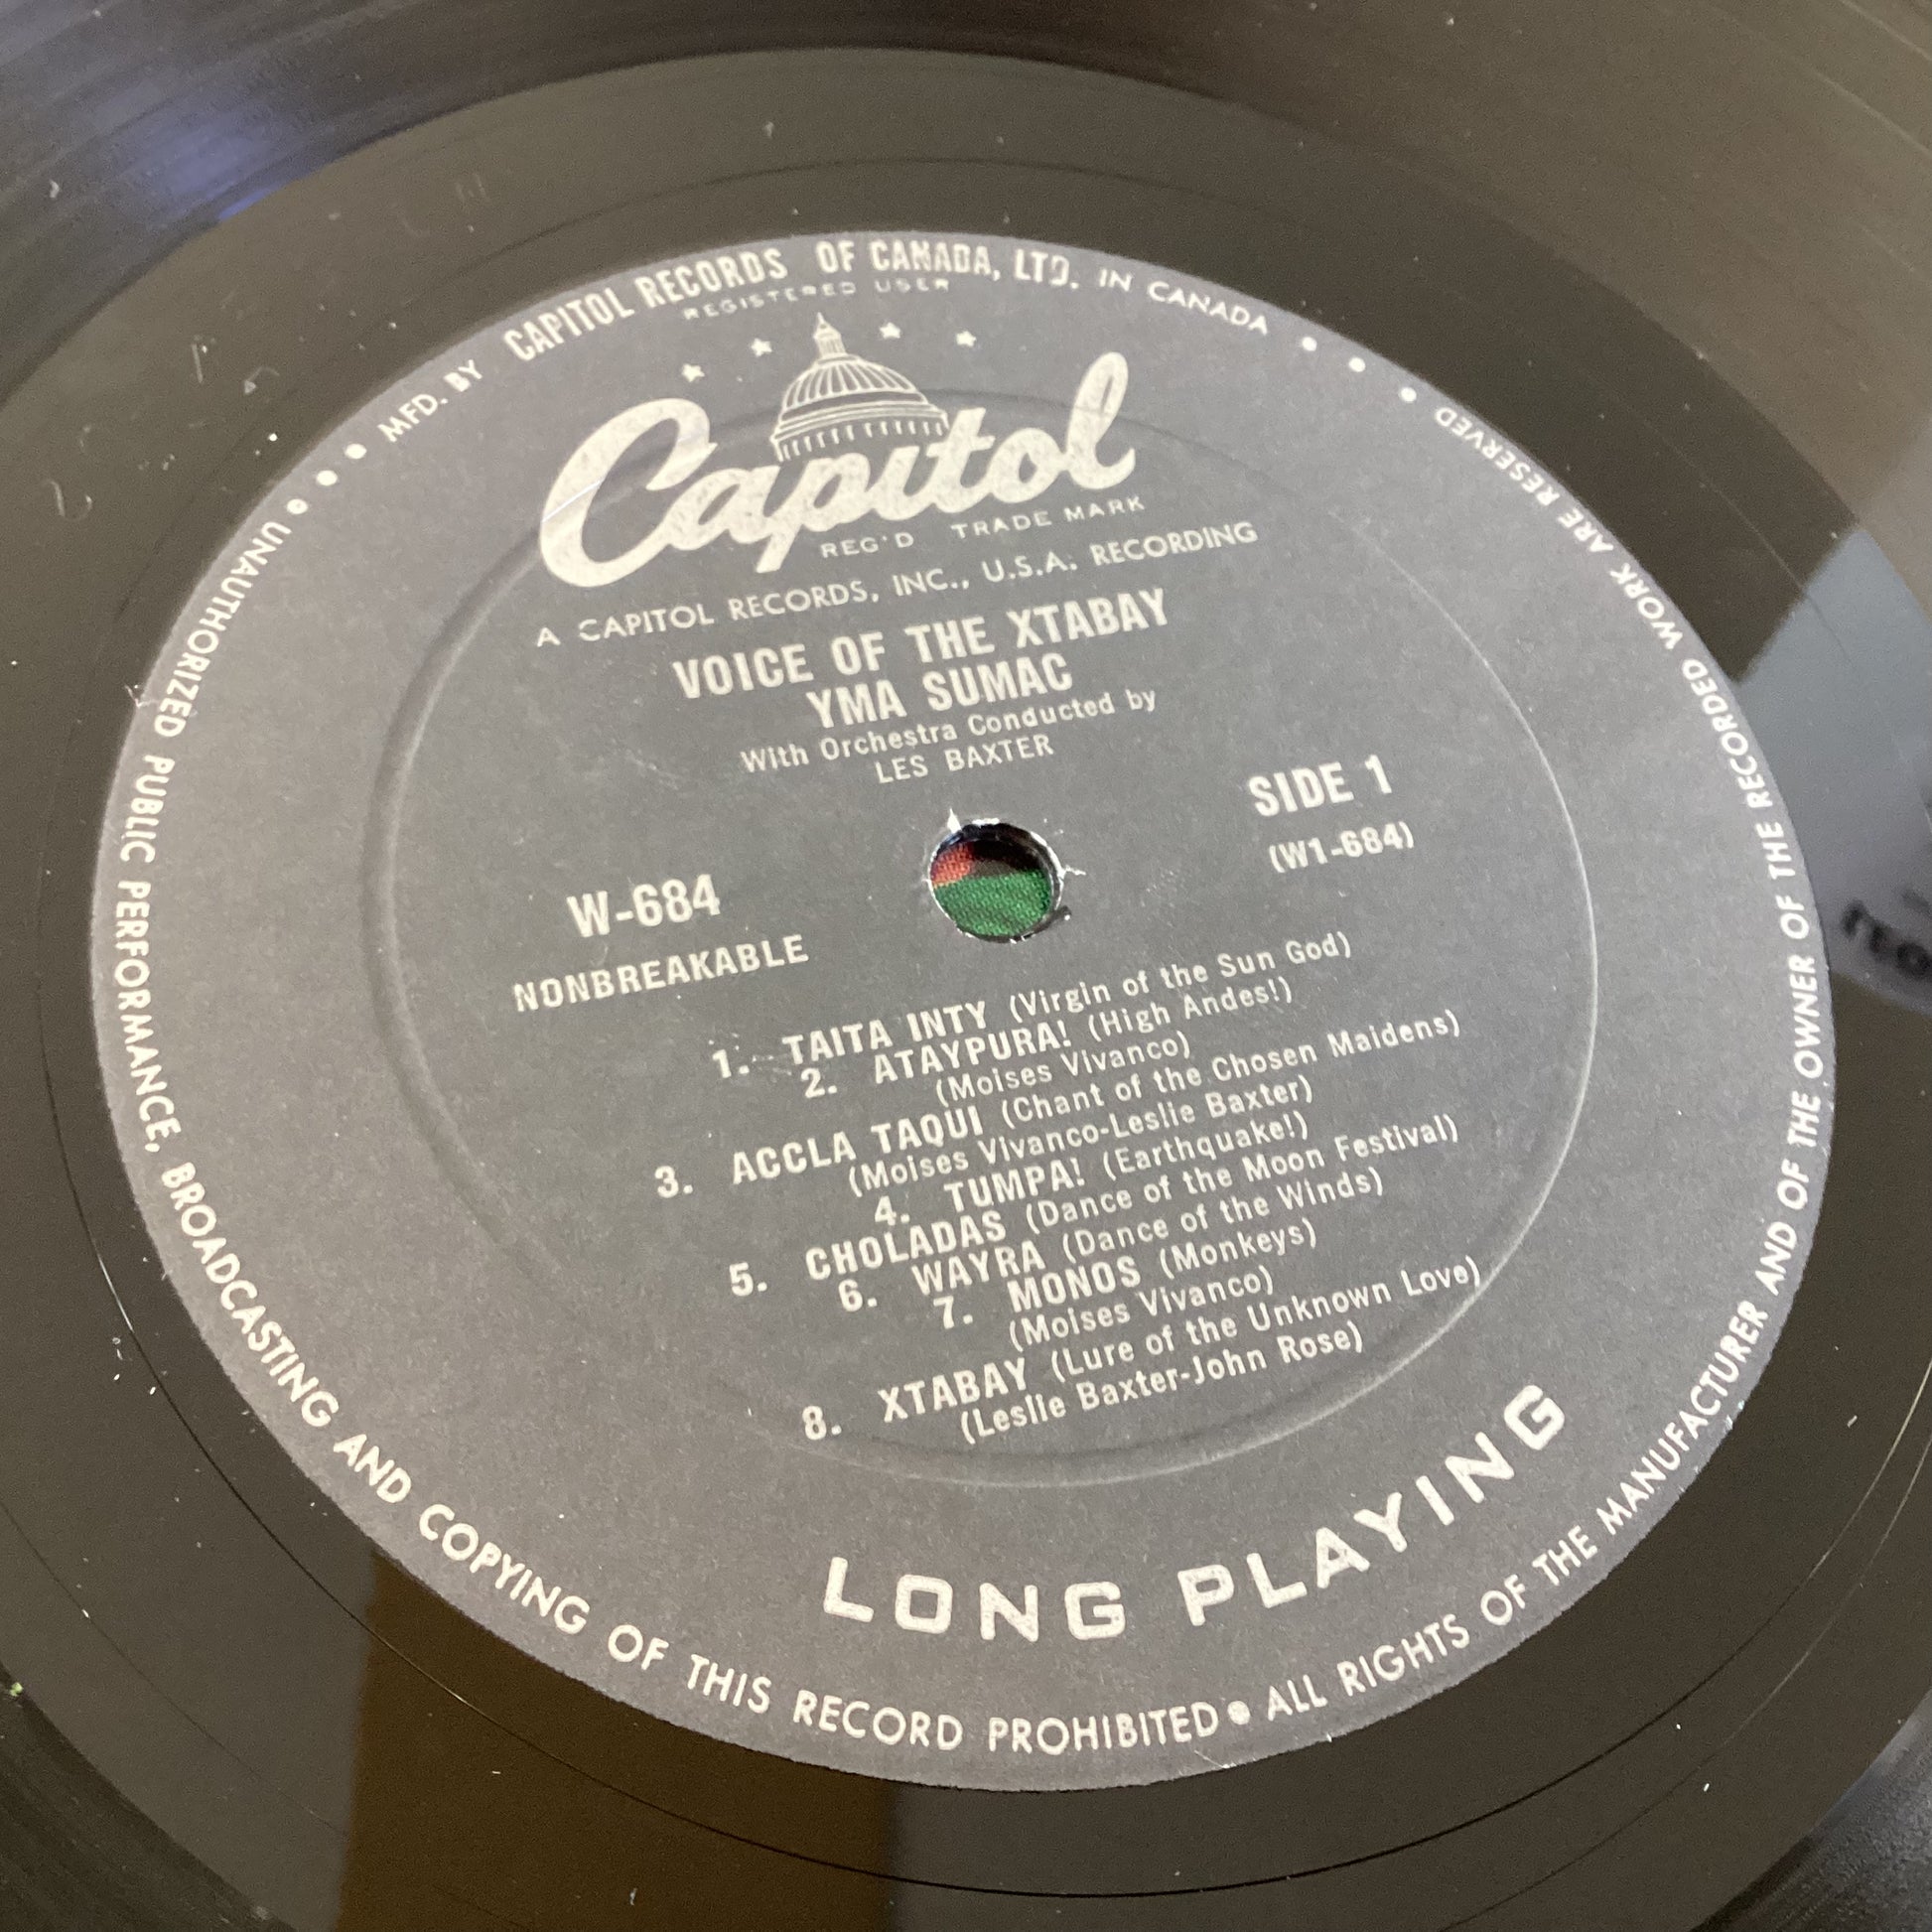 MFD. BY CAPITOL RECORDS OF CANADA, LTD. IN CANADA
REGISTERED USER
Capitol
REG'D TRADE MARK
A CAPITOL RECORDS, INC., U.S.A. RECORDING
VOICE OF THE XTABAY
YMA SUMAC
With Orchestra Conducted by
LES BAXTER
SIDE 1
(W1-684)
W-684
NONBREAKABLE
1. TAITA INTY (Virgin of the Sun God)
2. ATAYPURA! (High Andes!)
(Moises Vivanco)
3. ACCLA TAQUI (Chant of the Chosen Maidens)
(Moises Vivanco-Leslie Baxter)
4. TUMPA! (Earthquake!)
5. CHOLADAS (Dance of the Moon Festival)
6. WAYRA (Dance of the Winds)
7. MONOS (Monkeys)
(Moises Vivanco)
8. XTABAY (Lure of the Unknown Love)
(Leslie Baxter-John Rose)
LONG PLAYING
UNAUTHORIZED PUBLIC PERFORMANCE, BROADCASTING AND COPYING OF THIS RECORD PROHIBITED • ALL RIGHTS OF THE MANUFACTURER AND OF THE OWNER OF THE RECORDED WORK ARE RESERVED